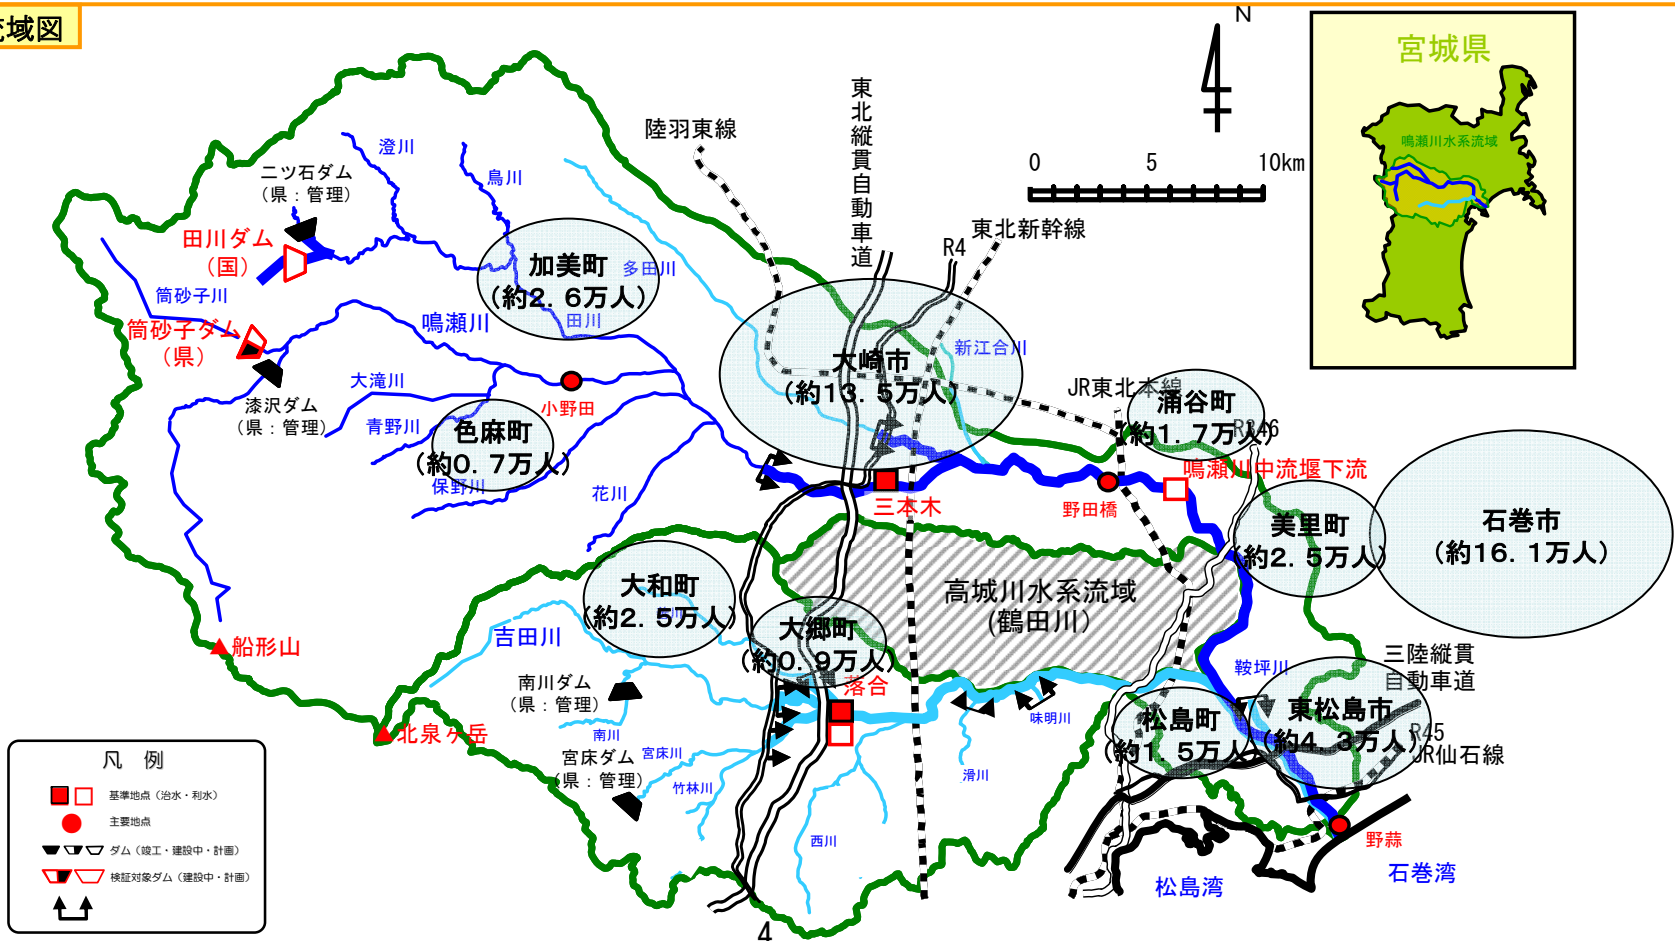 流域図
N
宮城県
鳴瀬川水系流域
0 5 10km
陸羽東線
東北縦貫自動車道
R4
東北新幹線
澄川
鳥川
二ツ石ダム
（県：管理）
田川ダム
（国）
筒砂子川
筒砂子ダム
（県）
加美町
（約2．6万人）
多田川
田川
鳴瀬川
大崎市
（約13．5万人）
新江合川
JR東北本線
涌谷町
（約1．7万人）
R346
大滝川
小野田
漆沢ダム
（県：管理）
青野川
色麻町
（約0．7万人）
保野川
花川
三本木
野田橋
鳴瀬川中流堰下流
美里町
（約2．5万人）
石巻市
（約16．1万人）
高城川水系流域
（鶴田川）
大和町
（約2．5万人）
大郷町
（約0．9万人）
吉田川
船形山
落合
南川ダム
（県：管理）
南川
宮床ダム
（県：管理）
宮床川
竹林川
北泉ヶ岳
味明川
滑川
西川
鞍坪川
三陸縦貫
自動車道
松島町
（約1．5万人）
東松島市
（約4．3万人）
R45
JR仙石線
野蒜
石巻湾
松島湾
4
凡 例
基準地点（治水・利水）
主要地点
ダム（竣工・建設中・計画）
検証対象ダム（建設中・計画）